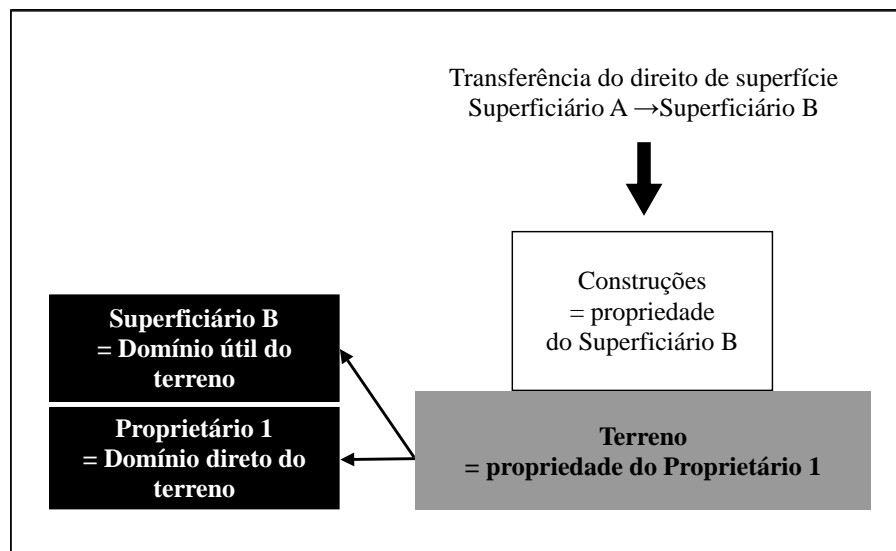 Transferência do direito de superfície
Superficiário A →Superficiário B
Construções
= propriedade
do Superficiário B
Superficiário B
= Domínio útil do
terreno
Proprietário 1
= Domínio direto do
terreno
Terreno
= propriedade do Proprietário 1